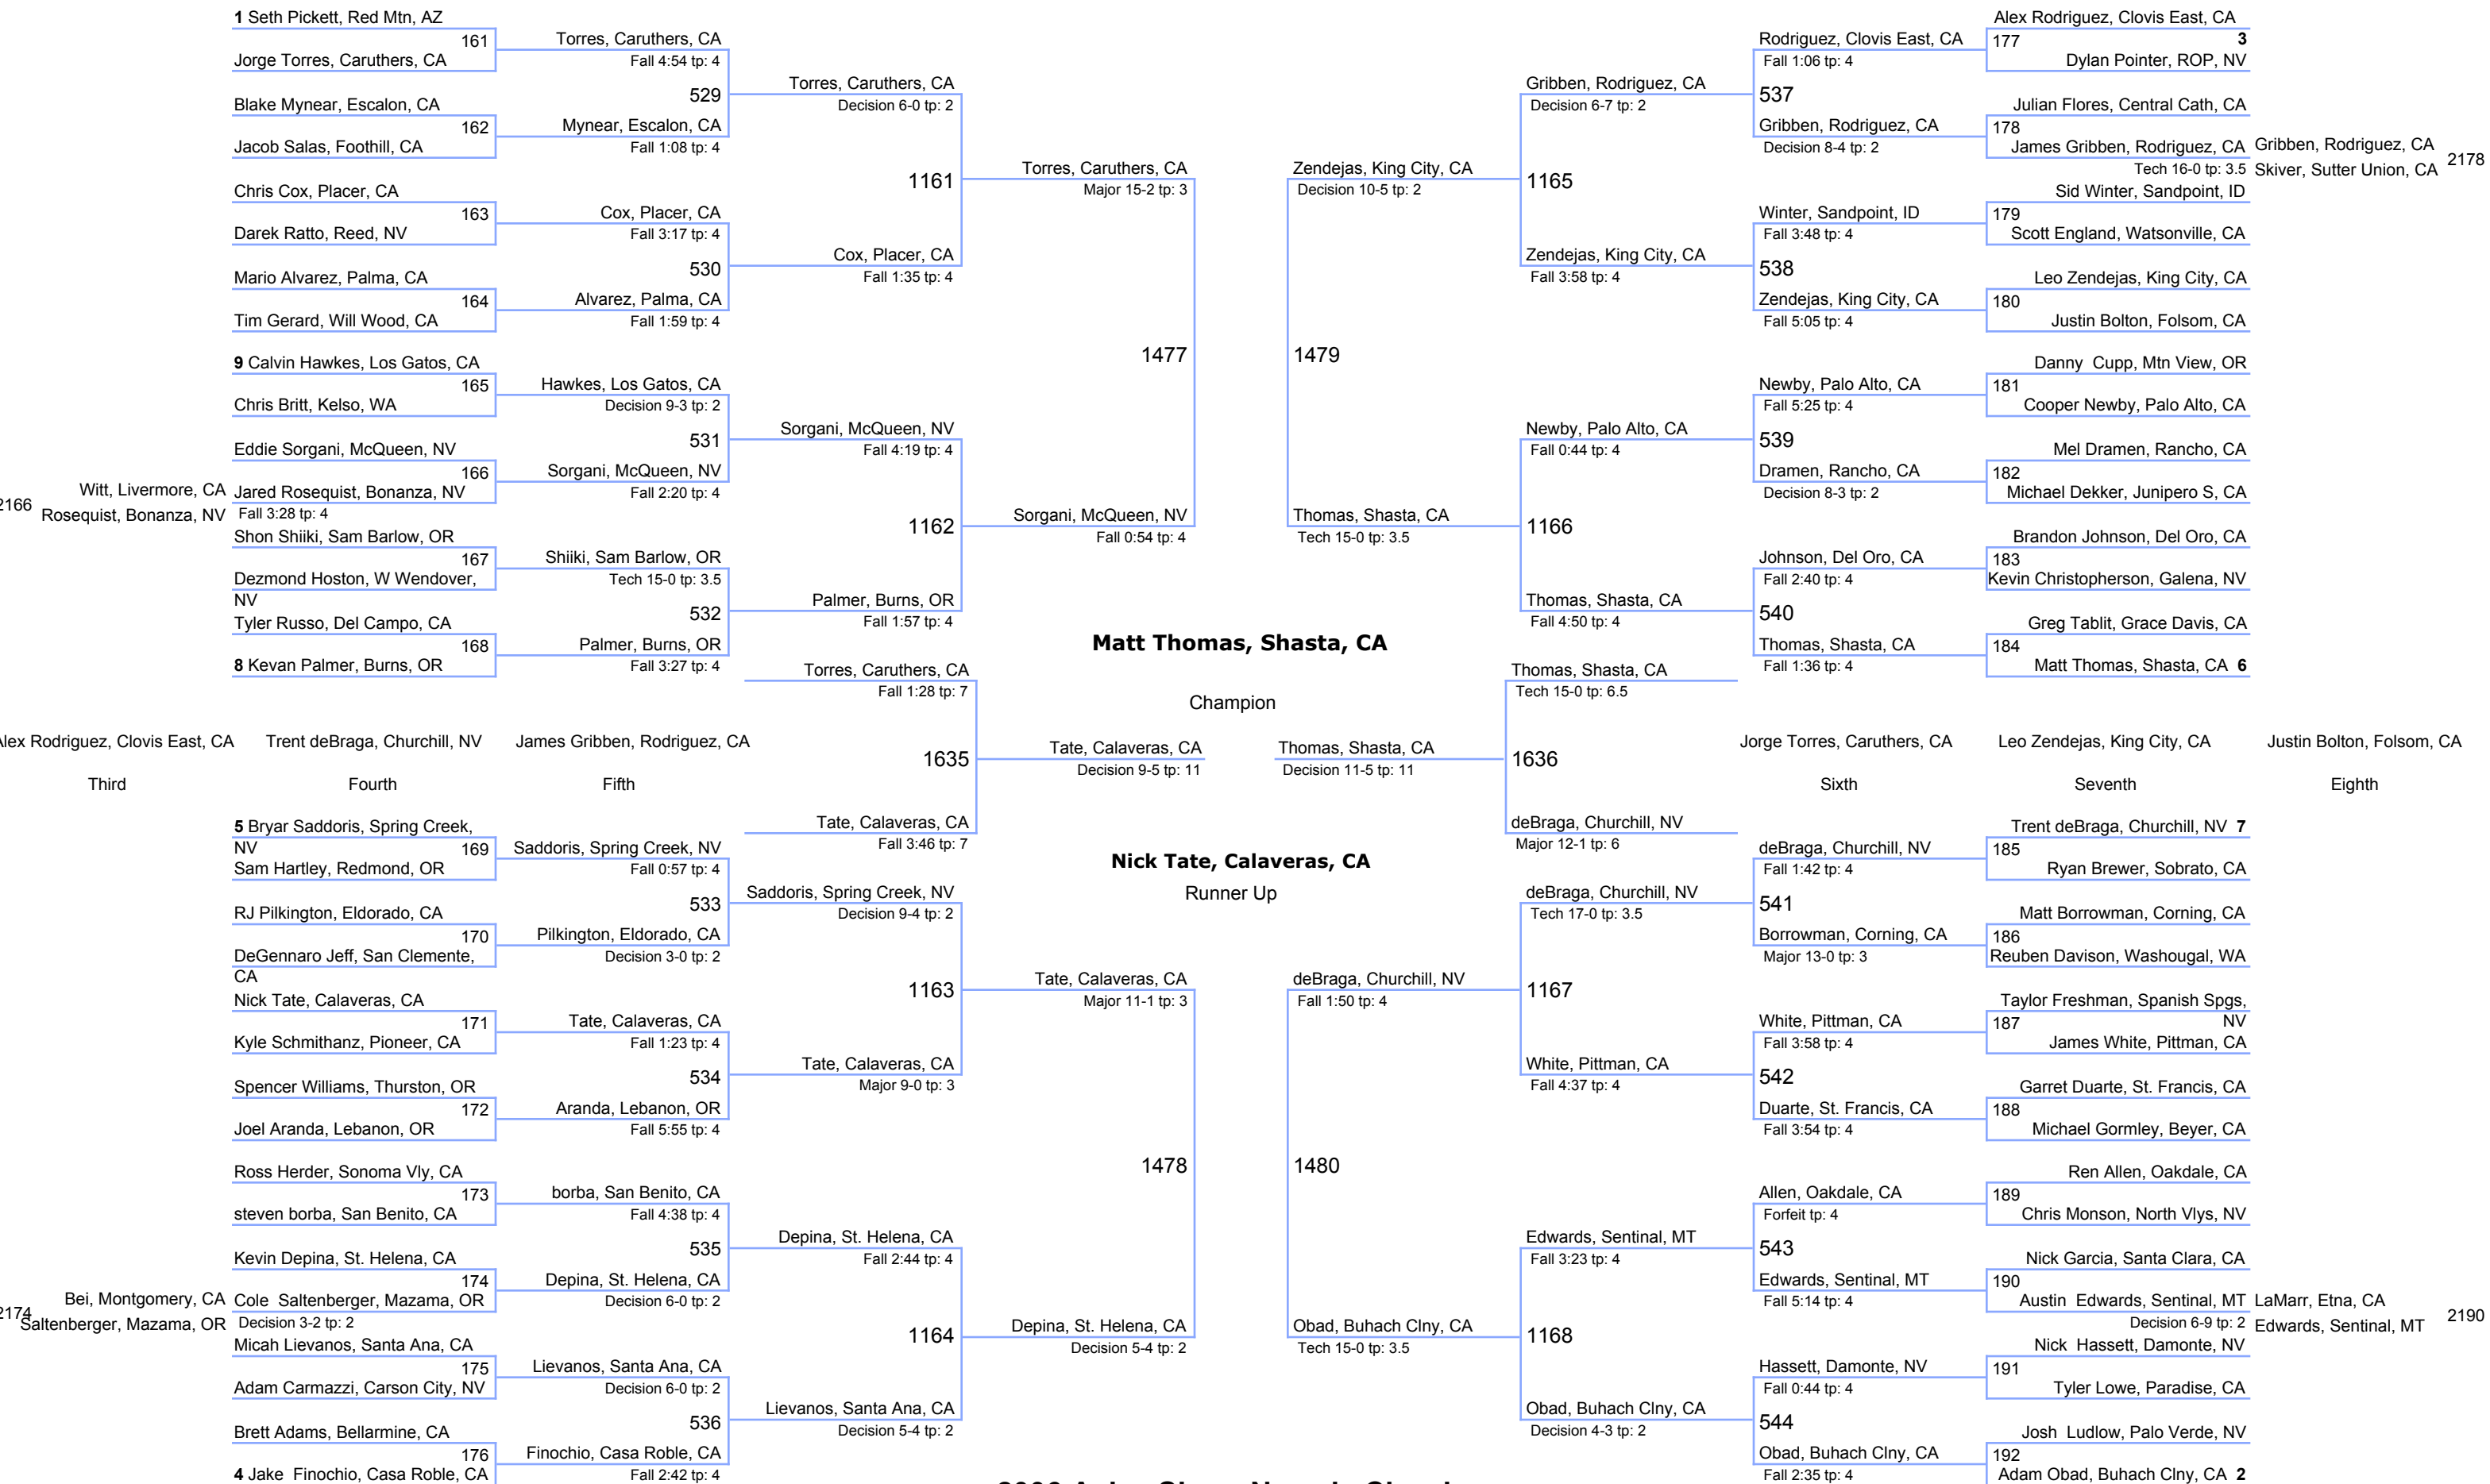 1 Seth Pickett, Red Mtn, AZ
161
Jorge Torres, Caruthers, CA
Blake Mynear, Escalon, CA
162
Jacob Salas, Foothill, CA
Chris Cox, Placer, CA
163
Darek Ratto, Reed, NV
Mario Alvarez, Palma, CA
164
Tim Gerard, Will Wood, CA
9 Calvin Hawkes, Los Gatos, CA
165
Chris Britt, Kelso, WA
Eddie Sorgani, McQueen, NV
166
Witt, Livermore, CA
2166
Rosequist, Bonanza, NV
Jared Rosequist, Bonanza, NV
Fall 3:28 tp: 4
Shon Shiiki, Sam Barlow, OR
167
Dezmond Hoston, W Wendover,
NV
Tyler Russo, Del Campo, CA
168
8 Kevan Palmer, Burns, OR
Torres, Caruthers, CA
Fall 4:54 tp: 4
529
Mynear, Escalon, CA
Fall 1:08 tp: 4
Cox, Placer, CA
Fall 3:17 tp: 4
530
Alvarez, Palma, CA
Fall 1:59 tp: 4
Hawkes, Los Gatos, CA
Decision 9-3 tp: 2
531
Sorgani, McQueen, NV
Fall 2:20 tp: 4
Shiiki, Sam Barlow, OR
Tech 15-0 tp: 3.5
532
Palmer, Burns, OR
Fall 3:27 tp: 4
Torres, Caruthers, CA
Decision 6-0 tp: 2
1161
Cox, Placer, CA
Fall 1:35 tp: 4
Sorgani, McQueen, NV
Fall 4:19 tp: 4
1162
Palmer, Burns, OR
Fall 1:57 tp: 4
Torres, Caruthers, CA
Major 15-2 tp: 3
1477
Sorgani, McQueen, NV
Fall 0:54 tp: 4
Zendejas, King City, CA
Decision 10-5 tp: 2
1479
Thomas, Shasta, CA
Tech 15-0 tp: 3.5
Gribben, Rodriguez, CA
Decision 6-7 tp: 2
1165
Zendejas, King City, CA
Fall 3:58 tp: 4
Newby, Palo Alto, CA
Fall 0:44 tp: 4
1166
Thomas, Shasta, CA
Fall 4:50 tp: 4
Rodriguez, Clovis East, CA
Fall 1:06 tp: 4
537
Gribben, Rodriguez, CA
Decision 8-4 tp: 2
Winter, Sandpoint, ID
Fall 3:48 tp: 4
538
Zendejas, King City, CA
Fall 5:05 tp: 4
Newby, Palo Alto, CA
Fall 5:25 tp: 4
539
Dramen, Rancho, CA
Decision 8-3 tp: 2
Johnson, Del Oro, CA
Fall 2:40 tp: 4
540
Thomas, Shasta, CA
Fall 1:36 tp: 4
Alex Rodriguez, Clovis East, CA
177 3
Dylan Pointer, ROP, NV
Julian Flores, Central Cath, CA
178
James Gribben, Rodriguez, CA
Tech 16-0 tp: 3.5
Gribben, Rodriguez, CA
2178
Skiver, Sutter Union, CA
Sid Winter, Sandpoint, ID
179
Scott England, Watsonville, CA
Leo Zendejas, King City, CA
180
Justin Bolton, Folsom, CA
Danny Cupp, Mtn View, OR
181
Cooper Newby, Palo Alto, CA
Mel Dramen, Rancho, CA
182
Michael Dekker, Junipero S, CA
Brandon Johnson, Del Oro, CA
183
Kevin Christopherson, Galena, NV
Greg Tablit, Grace Davis, CA
184
Matt Thomas, Shasta, CA 6
Matt Thomas, Shasta, CA
Champion
Torres, Caruthers, CA
Fall 1:28 tp: 7
1635
Tate, Calaveras, CA
Fall 3:46 tp: 7
Tate, Calaveras, CA
Decision 9-5 tp: 11
Thomas, Shasta, CA
Decision 11-5 tp: 11
Thomas, Shasta, CA
Tech 15-0 tp: 6.5
1636
deBraga, Churchill, NV
Major 12-1 tp: 6
Nick Tate, Calaveras, CA
Runner Up
Alex Rodriguez, Clovis East, CA
Third
Trent deBraga, Churchill, NV
Fourth
James Gribben, Rodriguez, CA
Fifth
Jorge Torres, Caruthers, CA
Sixth
Leo Zendejas, King City, CA
Seventh
Justin Bolton, Folsom, CA
Eighth
5 Bryar Saddoris, Spring Creek,
NV
169
Sam Hartley, Redmond, OR
RJ Pilkington, Eldorado, CA
170
DeGennaro Jeff, San Clemente,
CA
Nick Tate, Calaveras, CA
171
Kyle Schmithanz, Pioneer, CA
Spencer Williams, Thurston, OR
172
Joel Aranda, Lebanon, OR
Ross Herder, Sonoma Vly, CA
173
steven borba, San Benito, CA
Kevin Depina, St. Helena, CA
174
Bei, Montgomery, CA
2174
Saltenberger, Mazama, OR
Cole Saltenberger, Mazama, OR
Decision 3-2 tp: 2
Micah Lievanos, Santa Ana, CA
175
Adam Carmazzi, Carson City, NV
Brett Adams, Bellarmine, CA
176
4 Jake Finochio, Casa Roble, CA
Saddoris, Spring Creek, NV
Fall 0:57 tp: 4
533
Pilkington, Eldorado, CA
Decision 3-0 tp: 2
Tate, Calaveras, CA
Fall 1:23 tp: 4
534
Aranda, Lebanon, OR
Fall 5:55 tp: 4
borba, San Benito, CA
Fall 4:38 tp: 4
535
Depina, St. Helena, CA
Decision 6-0 tp: 2
Lievanos, Santa Ana, CA
Decision 6-0 tp: 2
536
Finochio, Casa Roble, CA
Fall 2:42 tp: 4
Saddoris, Spring Creek, NV
Decision 9-4 tp: 2
1163
Tate, Calaveras, CA
Major 9-0 tp: 3
Depina, St. Helena, CA
Fall 2:44 tp: 4
1164
Lievanos, Santa Ana, CA
Decision 5-4 tp: 2
Tate, Calaveras, CA
Major 11-1 tp: 3
1478
Depina, St. Helena, CA
Decision 5-4 tp: 2
deBraga, Churchill, NV
Fall 1:50 tp: 4
1480
Obad, Buhach Clny, CA
Tech 15-0 tp: 3.5
deBraga, Churchill, NV
Tech 17-0 tp: 3.5
1167
White, Pittman, CA
Fall 4:37 tp: 4
Edwards, Sentinal, MT
Fall 3:23 tp: 4
1168
Obad, Buhach Clny, CA
Decision 4-3 tp: 2
deBraga, Churchill, NV
Fall 1:42 tp: 4
541
Borrowman, Corning, CA
Major 13-0 tp: 3
White, Pittman, CA
Fall 3:58 tp: 4
542
Duarte, St. Francis, CA
Fall 3:54 tp: 4
Allen, Oakdale, CA
Forfeit tp: 4
543
Edwards, Sentinal, MT
Fall 5:14 tp: 4
Hassett, Damonte, NV
Fall 0:44 tp: 4
544
Obad, Buhach Clny, CA
Fall 2:35 tp: 4
Trent deBraga, Churchill, NV 7
185
Ryan Brewer, Sobrato, CA
Matt Borrowman, Corning, CA
186
Reuben Davison, Washougal, WA
Taylor Freshman, Spanish Spgs,
NV
187
James White, Pittman, CA
Garret Duarte, St. Francis, CA
188
Michael Gormley, Beyer, CA
Ren Allen, Oakdale, CA
189
Chris Monson, North Vlys, NV
Nick Garcia, Santa Clara, CA
190
Austin Edwards, Sentinal, MT
Decision 6-9 tp: 2
LaMarr, Etna, CA
2190
Edwards, Sentinal, MT
Nick Hassett, Damonte, NV
191
Tyler Lowe, Paradise, CA
Josh Ludlow, Palo Verde, NV
192
Adam Obad, Buhach Clny, CA 2